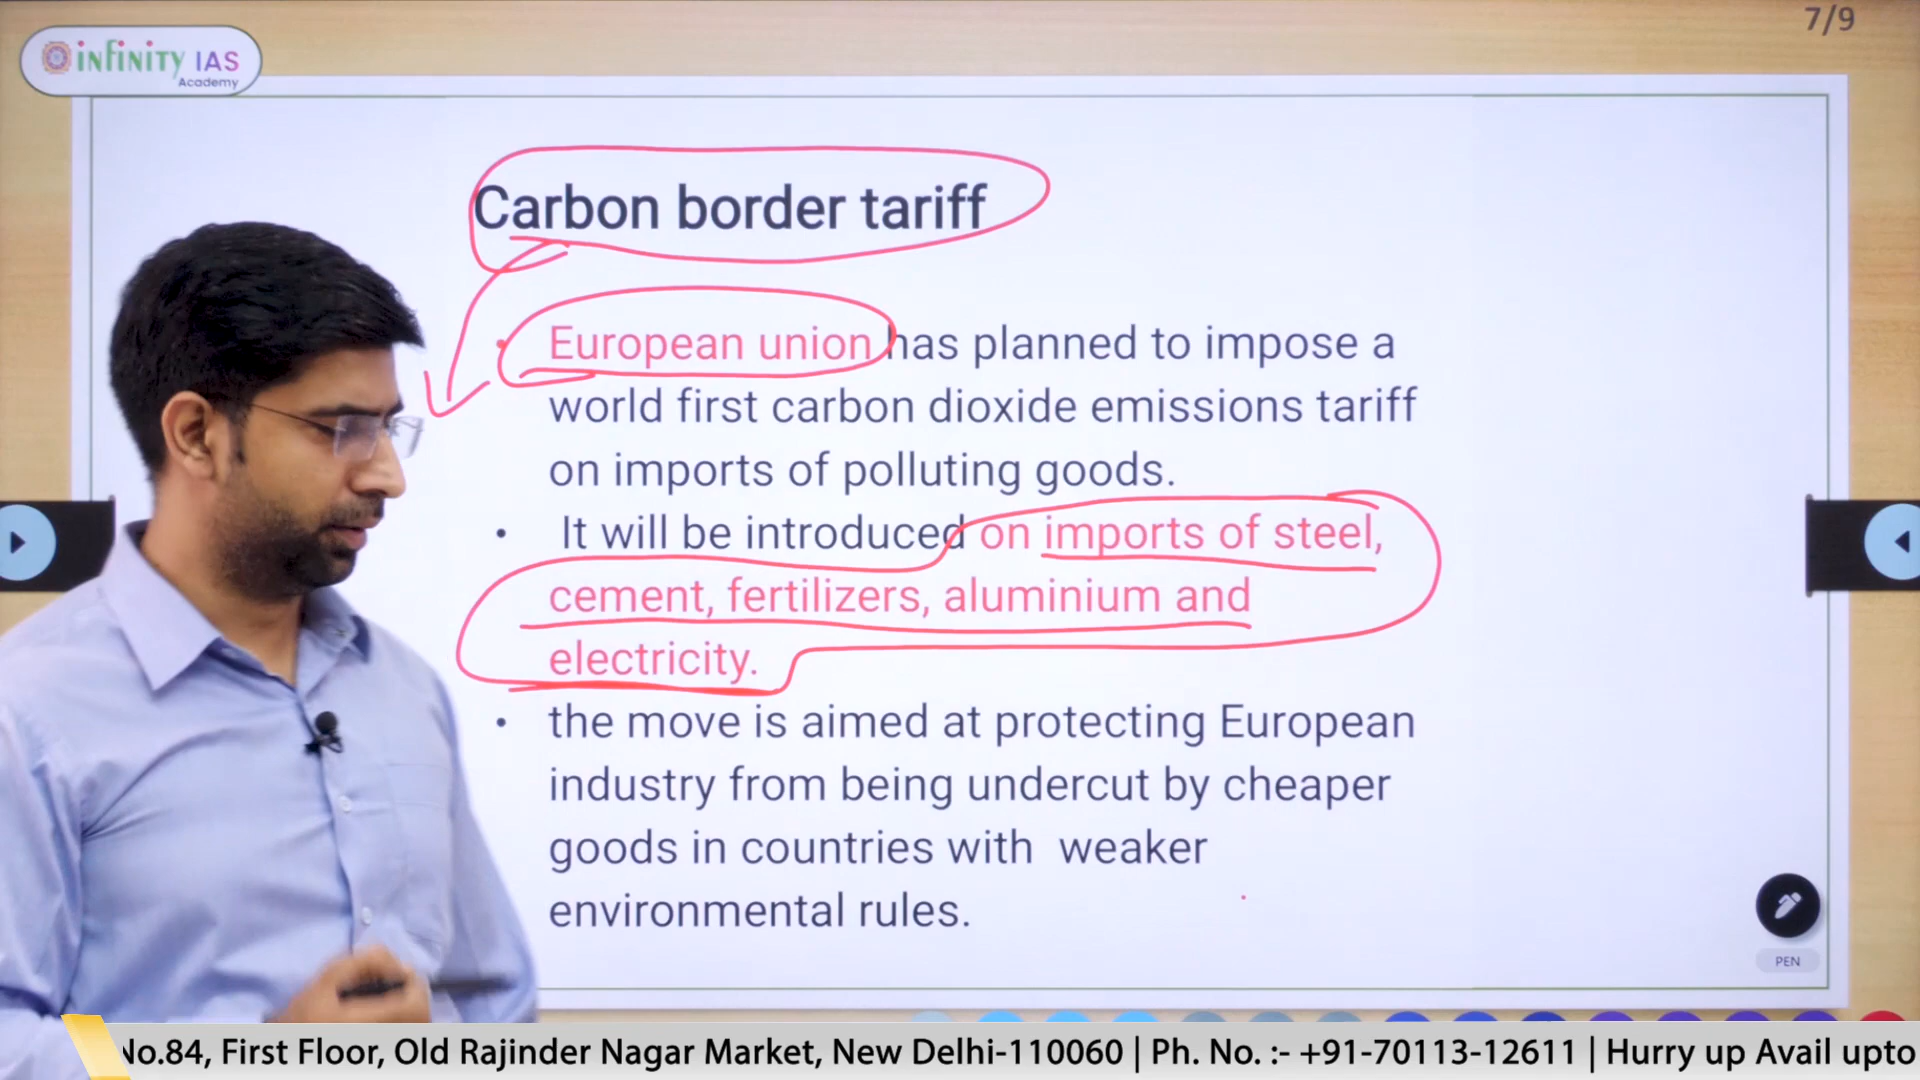 7/9
infinity IAS
Academy
Carbon border tariff
• European union has planned to impose a
world first carbon dioxide emissions tariff
on imports of polluting goods.
• It will be introduced on imports of steel,
cement, fertilizers, aluminium and
electricity.
• the move is aimed at protecting European
industry from being undercut by cheaper
goods in countries with weaker
environmental rules.
PEN
No.84, First Floor, Old Rajinder Nagar Market, New Delhi-110060 | Ph. No. :- +91-70113-12611 | Hurry up Avail upto